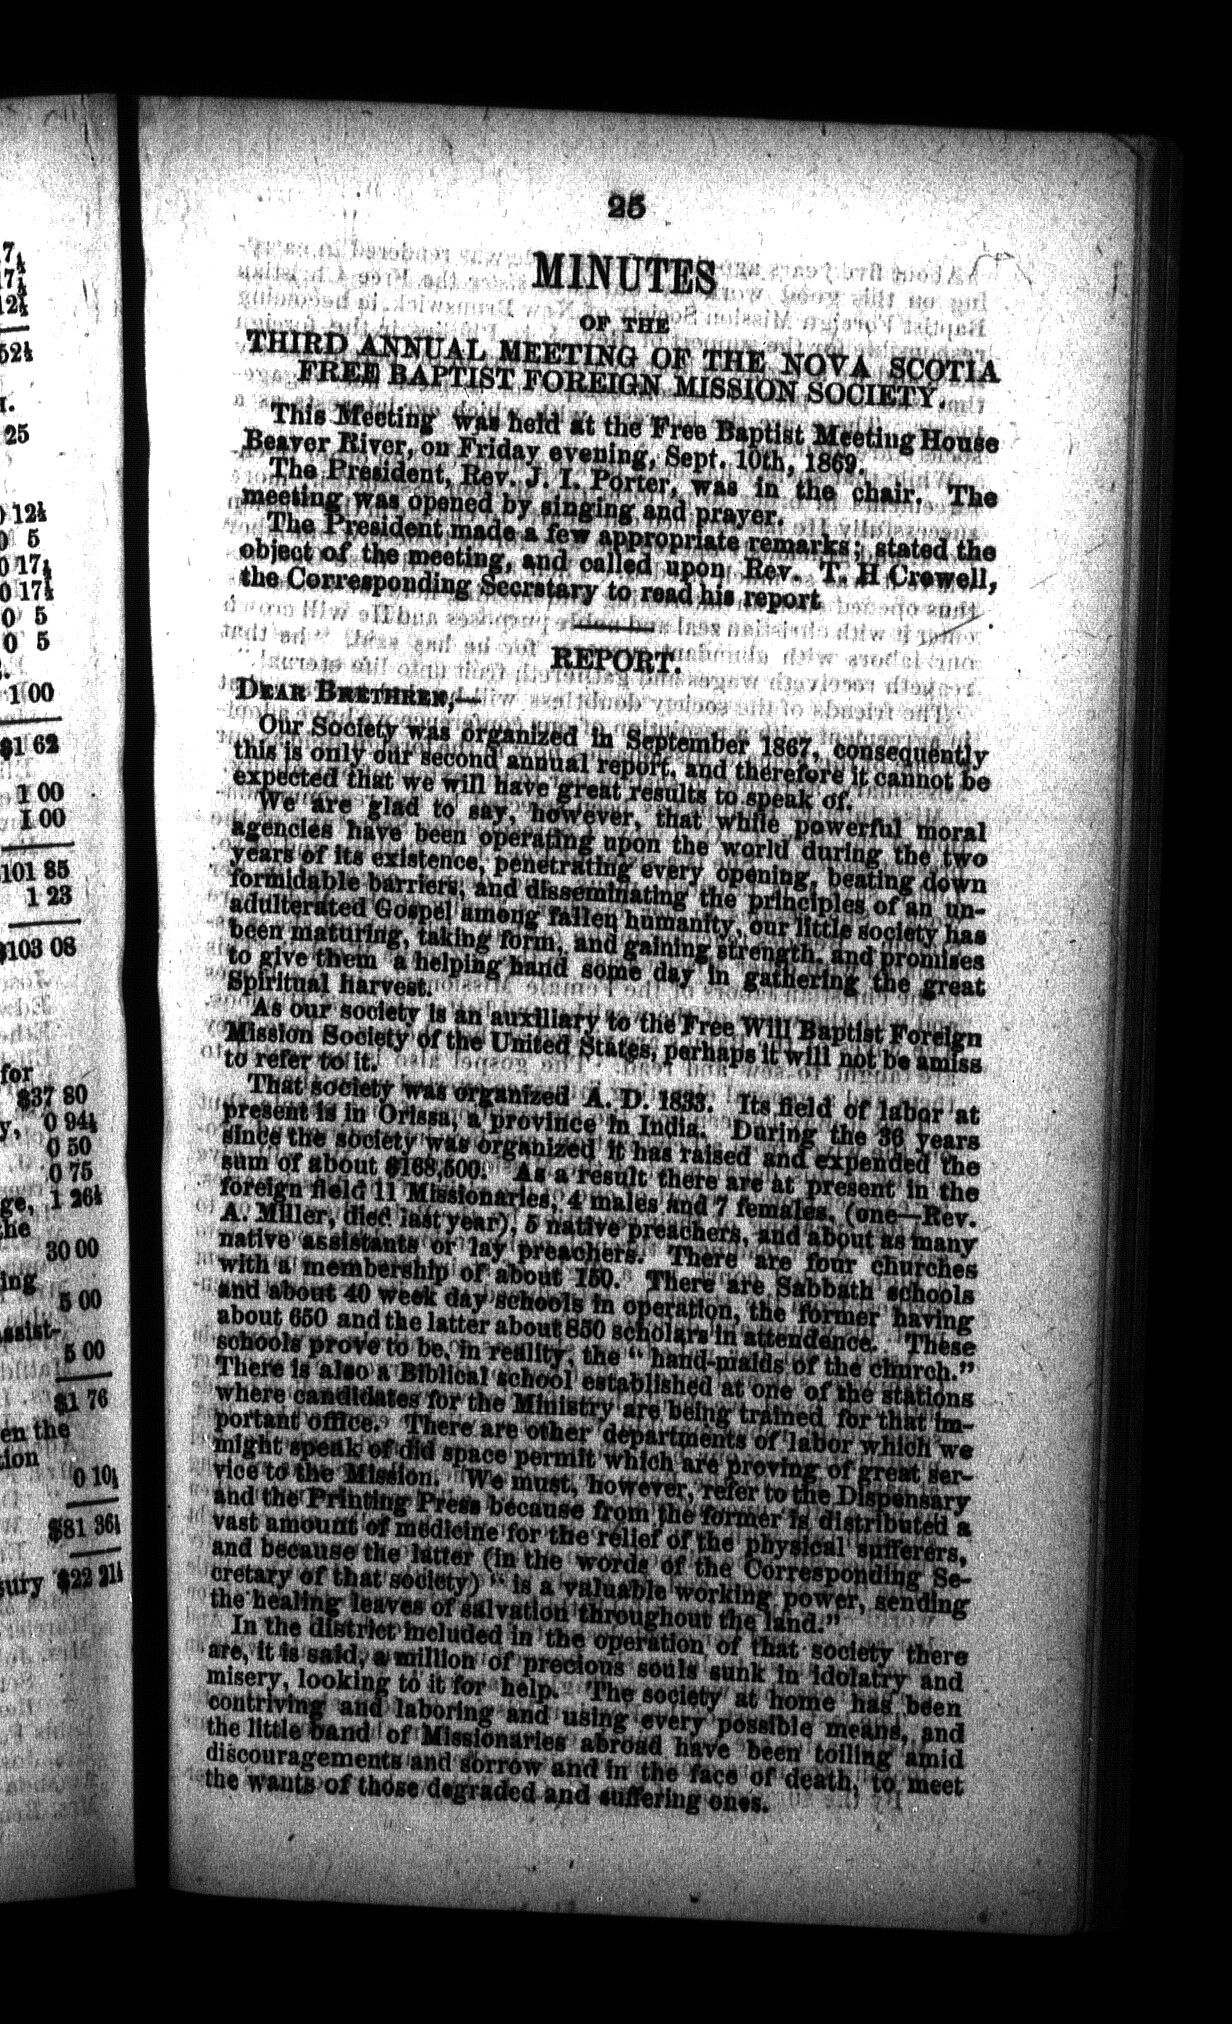 25
MINUTES
OF THE
THIRD ANNUAL MEETING OF THE NOVA SCOTIA
FREE BAPTIST FOREIGN MISSION SOCIETY.
This Meeting was held at the Free Baptist Meeting House
Beaver River, on Friday evening, Sept. 10th, 1869.
The President, Rev. J. I. Porter, was in the chair. The
meeting was opened by singing and prayer.
The President made a few appropriate remarks; stated the
object of the meeting, and called upon Rev. T. H Crowell,
the Corresponding Secrstary to read his report
REPORT.
DEAR BRETHREN,—
Our Society was organized in September 1867, consequently
this is only our second annual report, and therefore it cannot be
expected that we will have great results to speak of.
We are glad to say, however, that while powerful moral
agencies have been operating upon the world during the two
years of its existence, penetrating every opening, beating down
formidable barriers, and disseminating the principles of an un-
adulterated Gospel among fallen humanity, our little society has
been maturing, taking form, and gaining strength, and promises
to give them a helping hand some day in gathering the great
Spiritual harvest.
As our society is an auxiliary to the Free Will Baptist Foreign
Mission Society of the United States, perhaps it will not be amiss
to refer to it.
That society was organized A. D. 1833. Its field of labor at
present is in Orissa, a province in India. During the 36 years
since the society was organized it has raised and expended the
sum of about $168,500. As a result there are at present in the
foreign field 11 Missionaries, 4 males and 7 females, (one—Rev.
A. Miller, died last year), 5 native preachers, and about as many
native assistants or lay preachers. There are four churches
with a membership of about 150. There are Sabbath schools
and about 40 week day schools in operation, the former having
about 650 and the latter about 850 scholars in attendence. These
schools prove to be, in reality, the "hand-maids of the church."
There is also a Biblical school established at one of the stations
where candidates for the Ministry are being trained for that im-
portant office. There are other departments of labor which we
might speak of did space permit which are proving of great ser-
vice to the Mission. We must, however, refer to the Dispensary
and the Printing Press because from the former is distributed a
vast amount of medicine for the relief of the physical sufferers,
and because the latter (in the words of the Corresponding Se-
cretary of that society) "is a valuable working power, sending
the healing leaves of salvation throughout the land."
In the district included in the operation of that society there
are, it is said, a million of precious souls sunk in idolatry and
misery, looking to it for help. The society at home has been
contriving and laboring and using every possible means, and
the little band of Missionaries abroad have been toiling amid
discouragements and sorrow and in the face of death, to meet
the wants of those degraded and suffering ones.